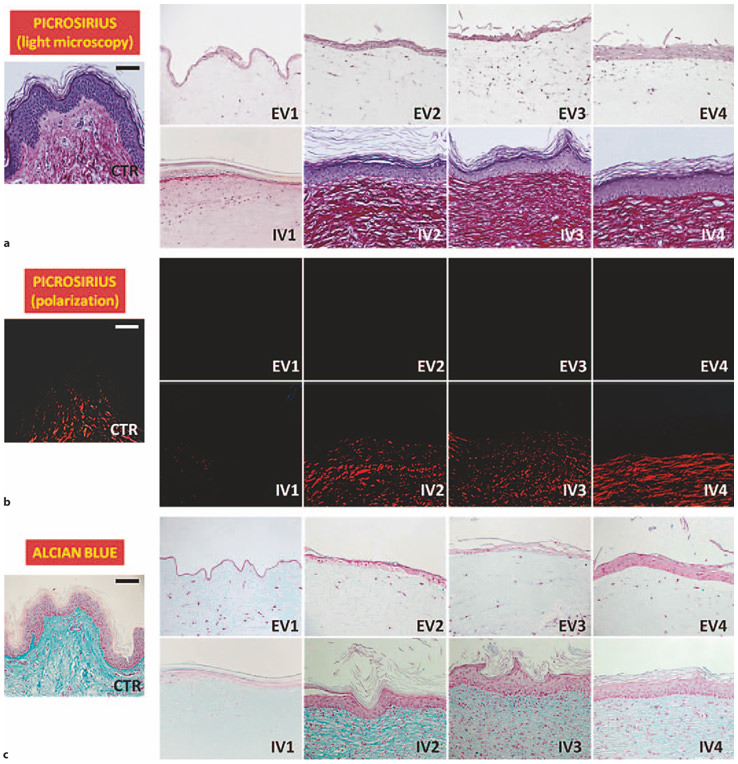 PICROSIRIUS
(light microscopy)
CTR
EV1
EV2
EV3
EV4
IV1
IV2
IV3
IV4
a
PICROSIRIUS
(polarization)
CTR
EV1
EV2
EV3
EV4
IV1
IV2
IV3
IV4
b
ALCIAN BLUE
CTR
EV1
EV2
EV3
EV4
IV1
IV2
IV3
IV4
c